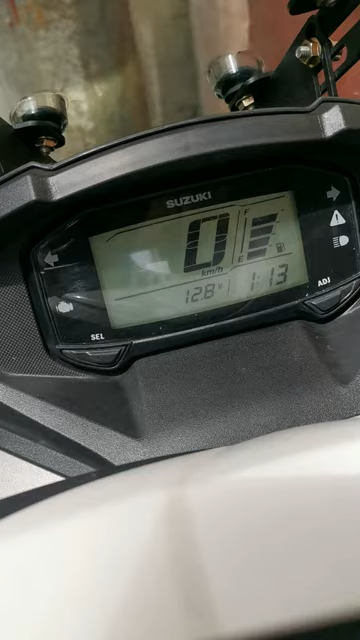 SUZUKI
0
km/h
F
E
12.8 V
1:13
SEL
ADJ